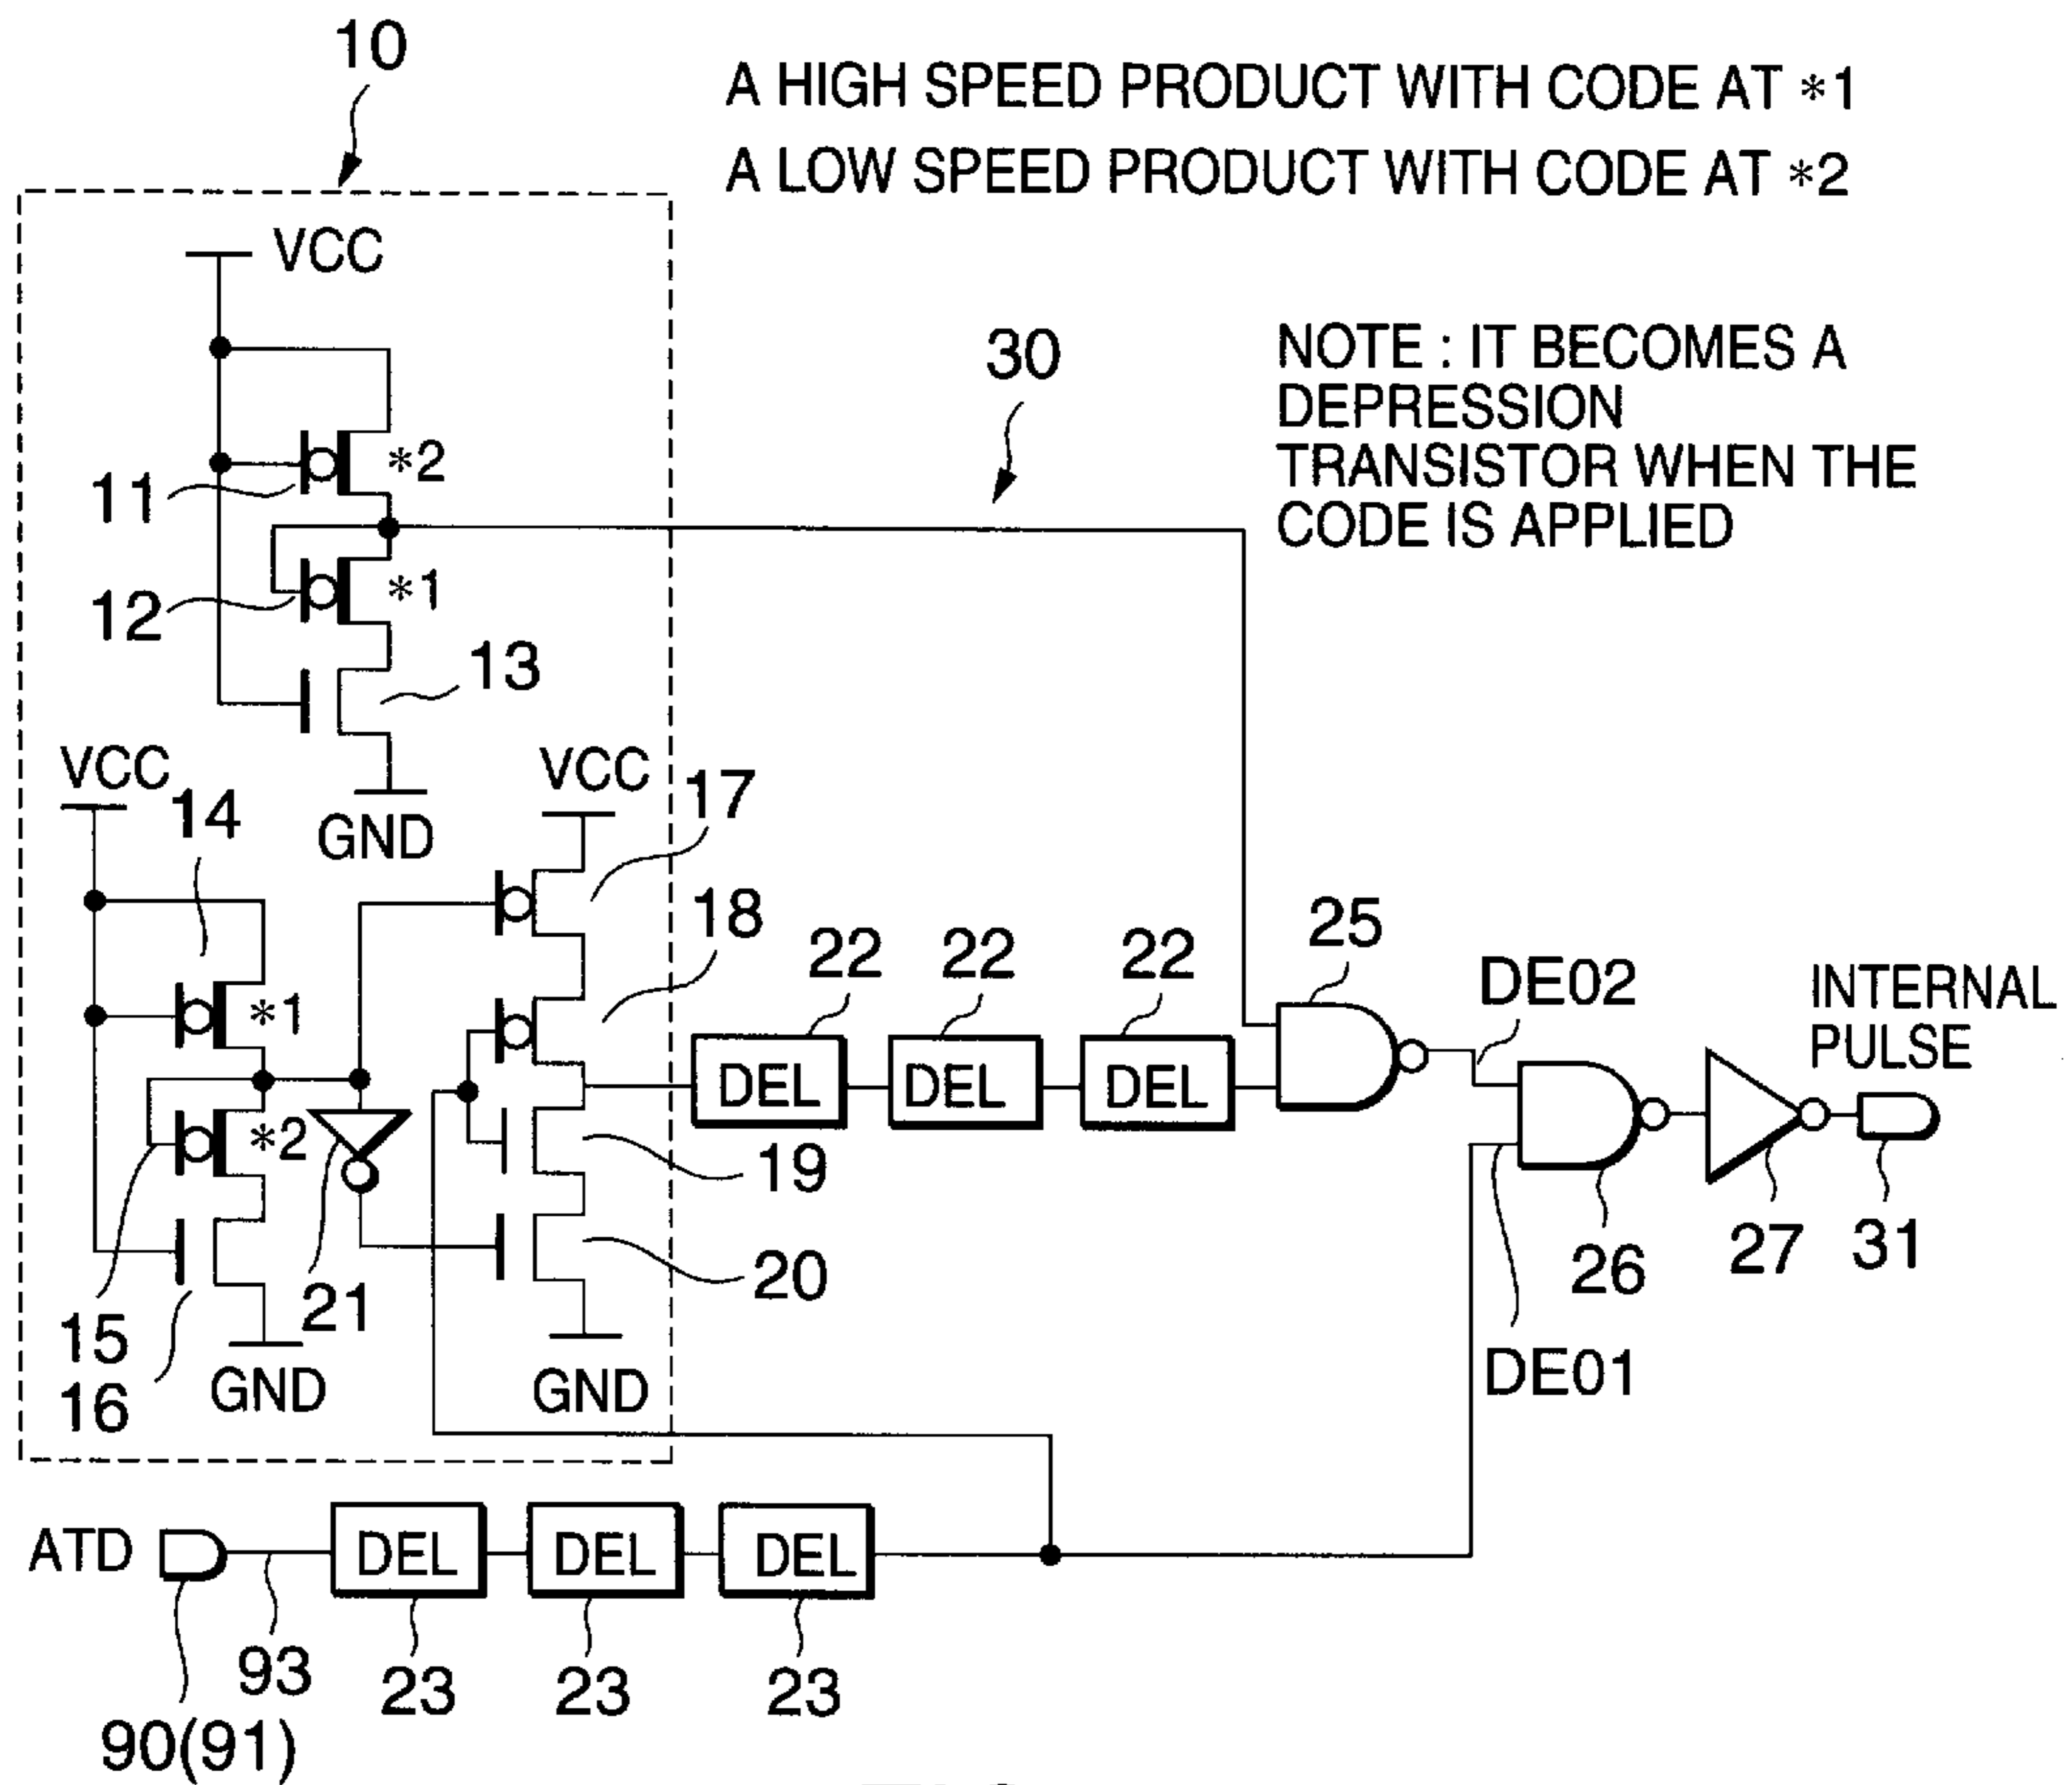 10
A HIGH SPEED PRODUCT WITH CODE AT *1
A LOW SPEED PRODUCT WITH CODE AT *2
VCC
30
NOTE : IT BECOMES A
DEPRESSION
TRANSISTOR WHEN THE
CODE IS APPLIED
*2
11
*1
12
13
VCC
14
GND
VCC
17
18
22
22
22
25
DE02
INTERNAL
PULSE
*1
DEL
DEL
DEL
*2
19
20
15
16
21
GND
GND
26
27
31
DE01
ATD
DEL
DEL
DEL
93
23
23
23
90(91)